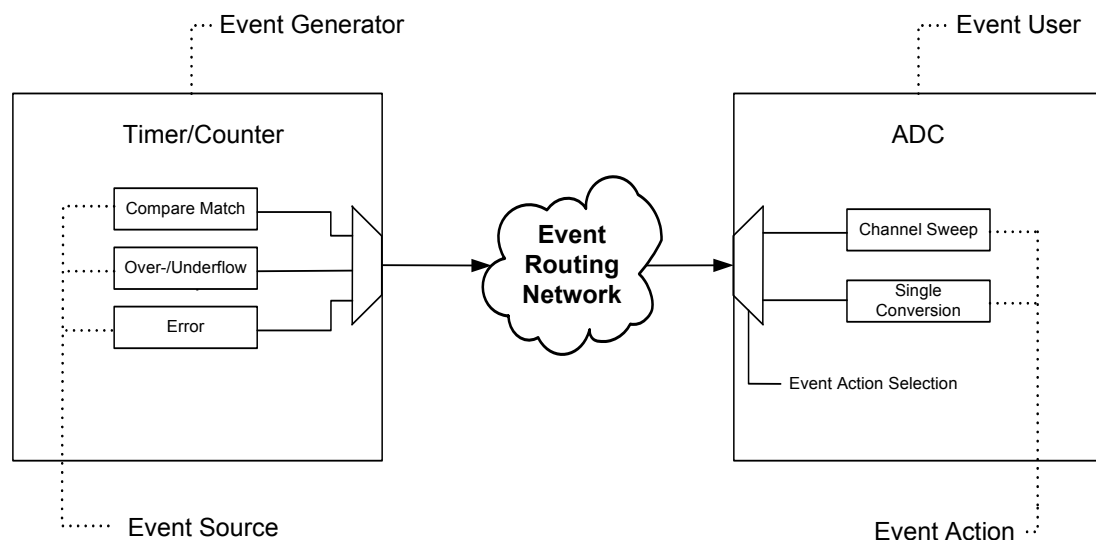 Event Generator
Event User
Timer/Counter
ADC
Compare Match
Over-/Underflow
Error
Event
Routing
Network
Channel Sweep
Single
Conversion
Event Action Selection
Event Source
Event Action